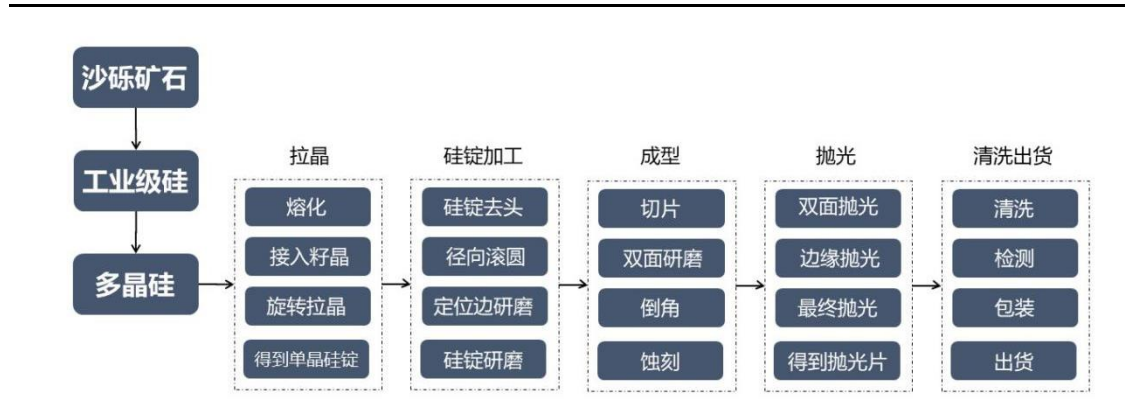 沙砾矿石
工业级硅
多晶硅
拉晶
熔化
接入籽晶
旋转拉晶
得到单晶硅锭
硅锭加工
硅锭去头
径向滚圆
定位边研磨
硅锭研磨
成型
切片
双面研磨
倒角
蚀刻
抛光
双面抛光
边缘抛光
最终抛光
得到抛光片
清洗出货
清洗
检测
包装
出货